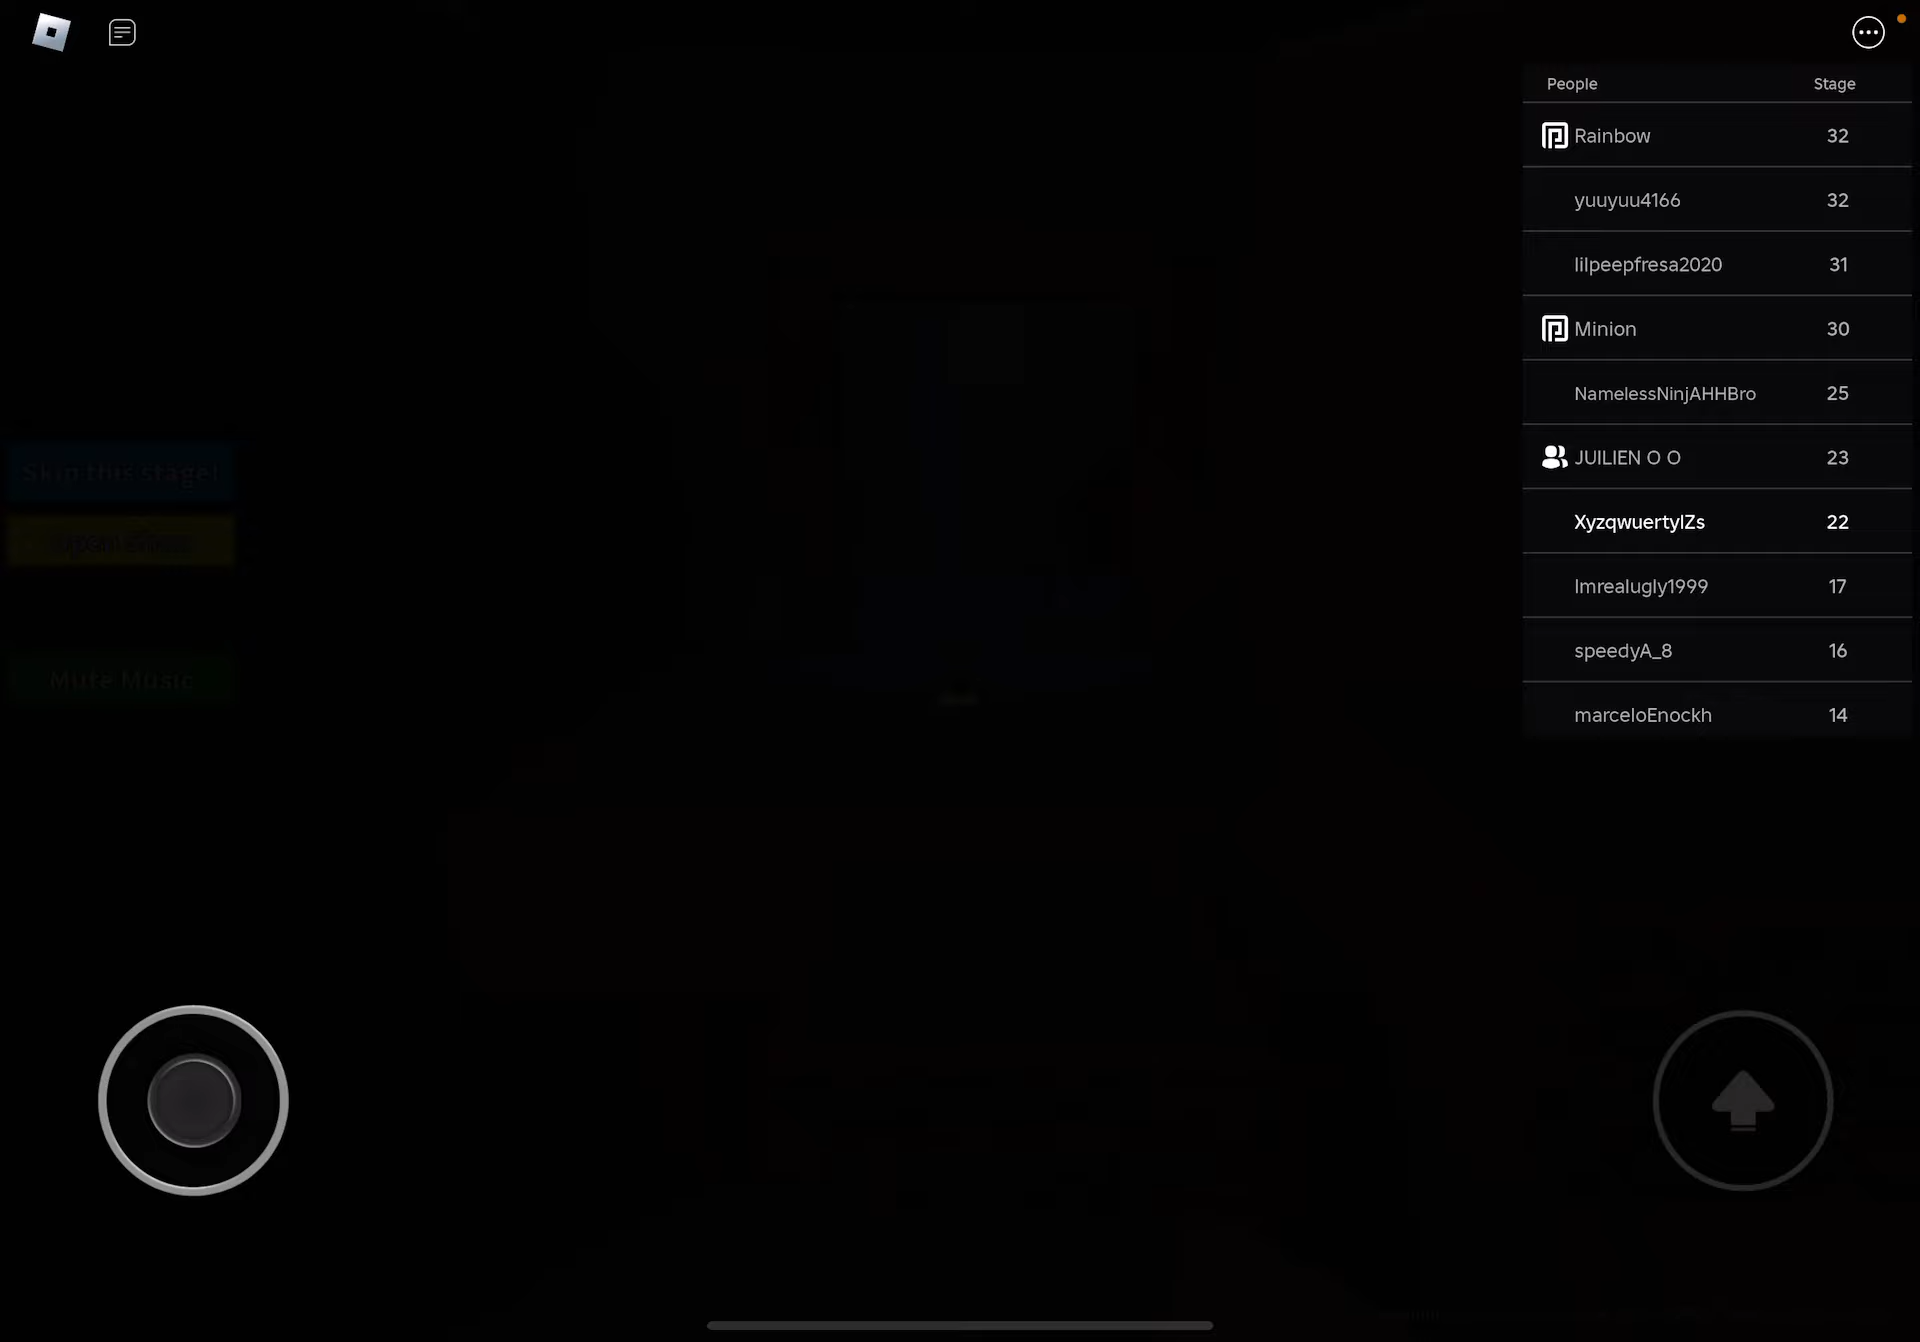 People Stage
Rainbow 32
yuuyuu4166 32
lilpeepfresa2020 31
Minion 30
NamelessNinjAHHBro 25
JUILIEN O O 23
XyzqwuertylZs 22
Imrealugly1999 17
speedyA_8 16
marceloEnockh 14
Skip this stage!
Mute Music